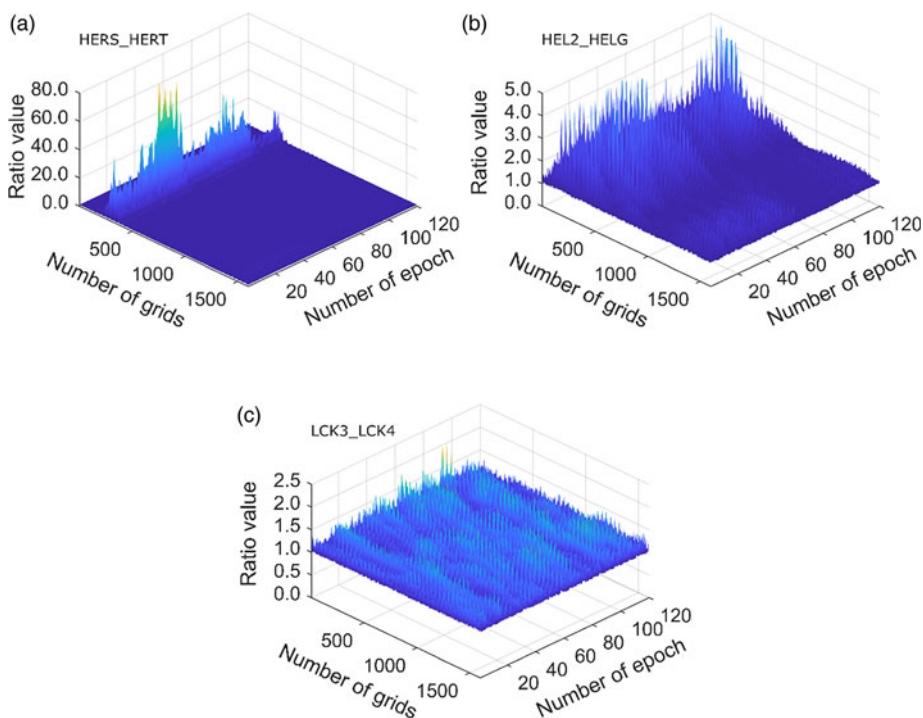 (a)
HERS_HERT
80.0
60.0
40.0
20.0
0.0
Ratio value
500
1000
1500
Number of grids
20
40
60
80
100
120
Number of epoch
(b)
HEL2_HELG
5.0
4.0
3.0
2.0
1.0
0.0
Ratio value
500
1000
1500
Number of grids
20
40
60
80
100
120
Number of epoch
(c)
LCK3_LCK4
2.5
2.0
1.5
1.0
0.5
0.0
Ratio value
500
1000
1500
Number of grids
20
40
60
80
100
120
Number of epoch